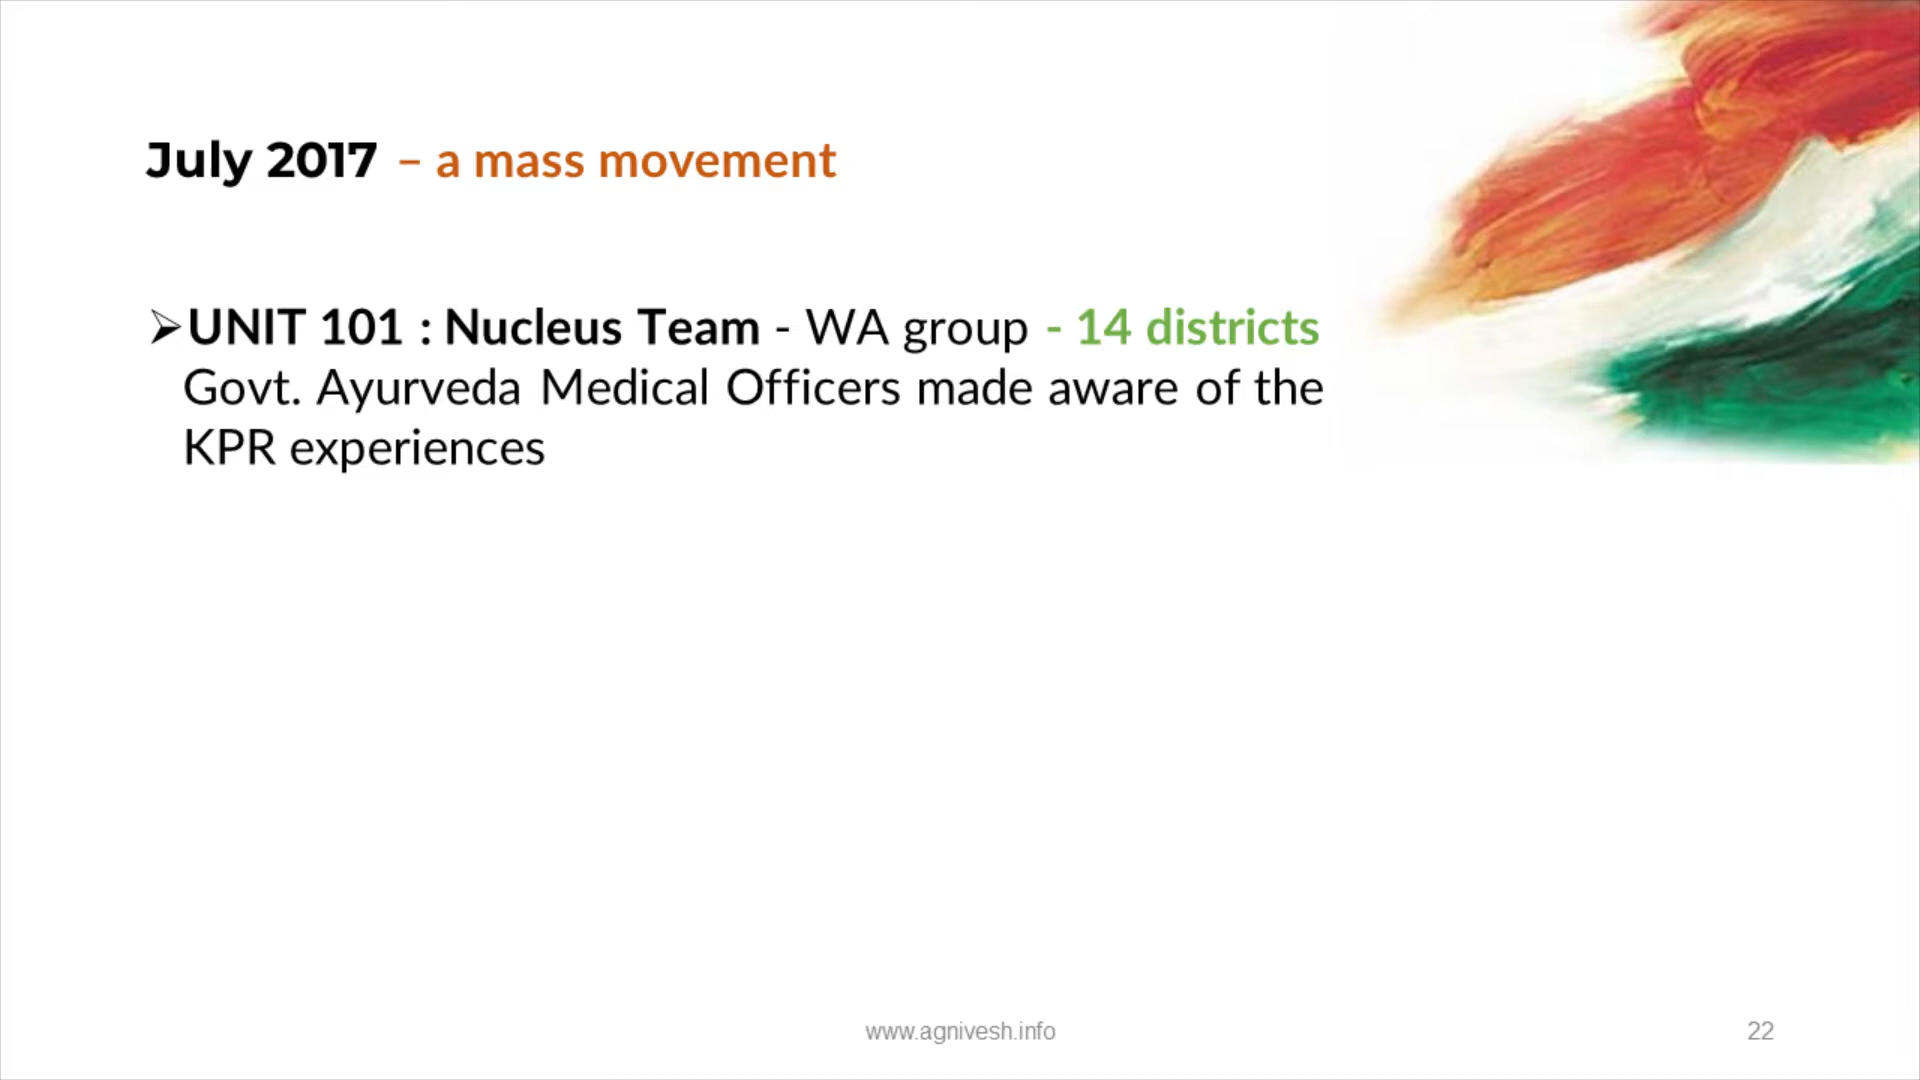 July 2017 – a mass movement
➢UNIT 101 : Nucleus Team - WA group - 14 districts
Govt. Ayurveda Medical Officers made aware of the
KPR experiences
www.agnivesh.info
22